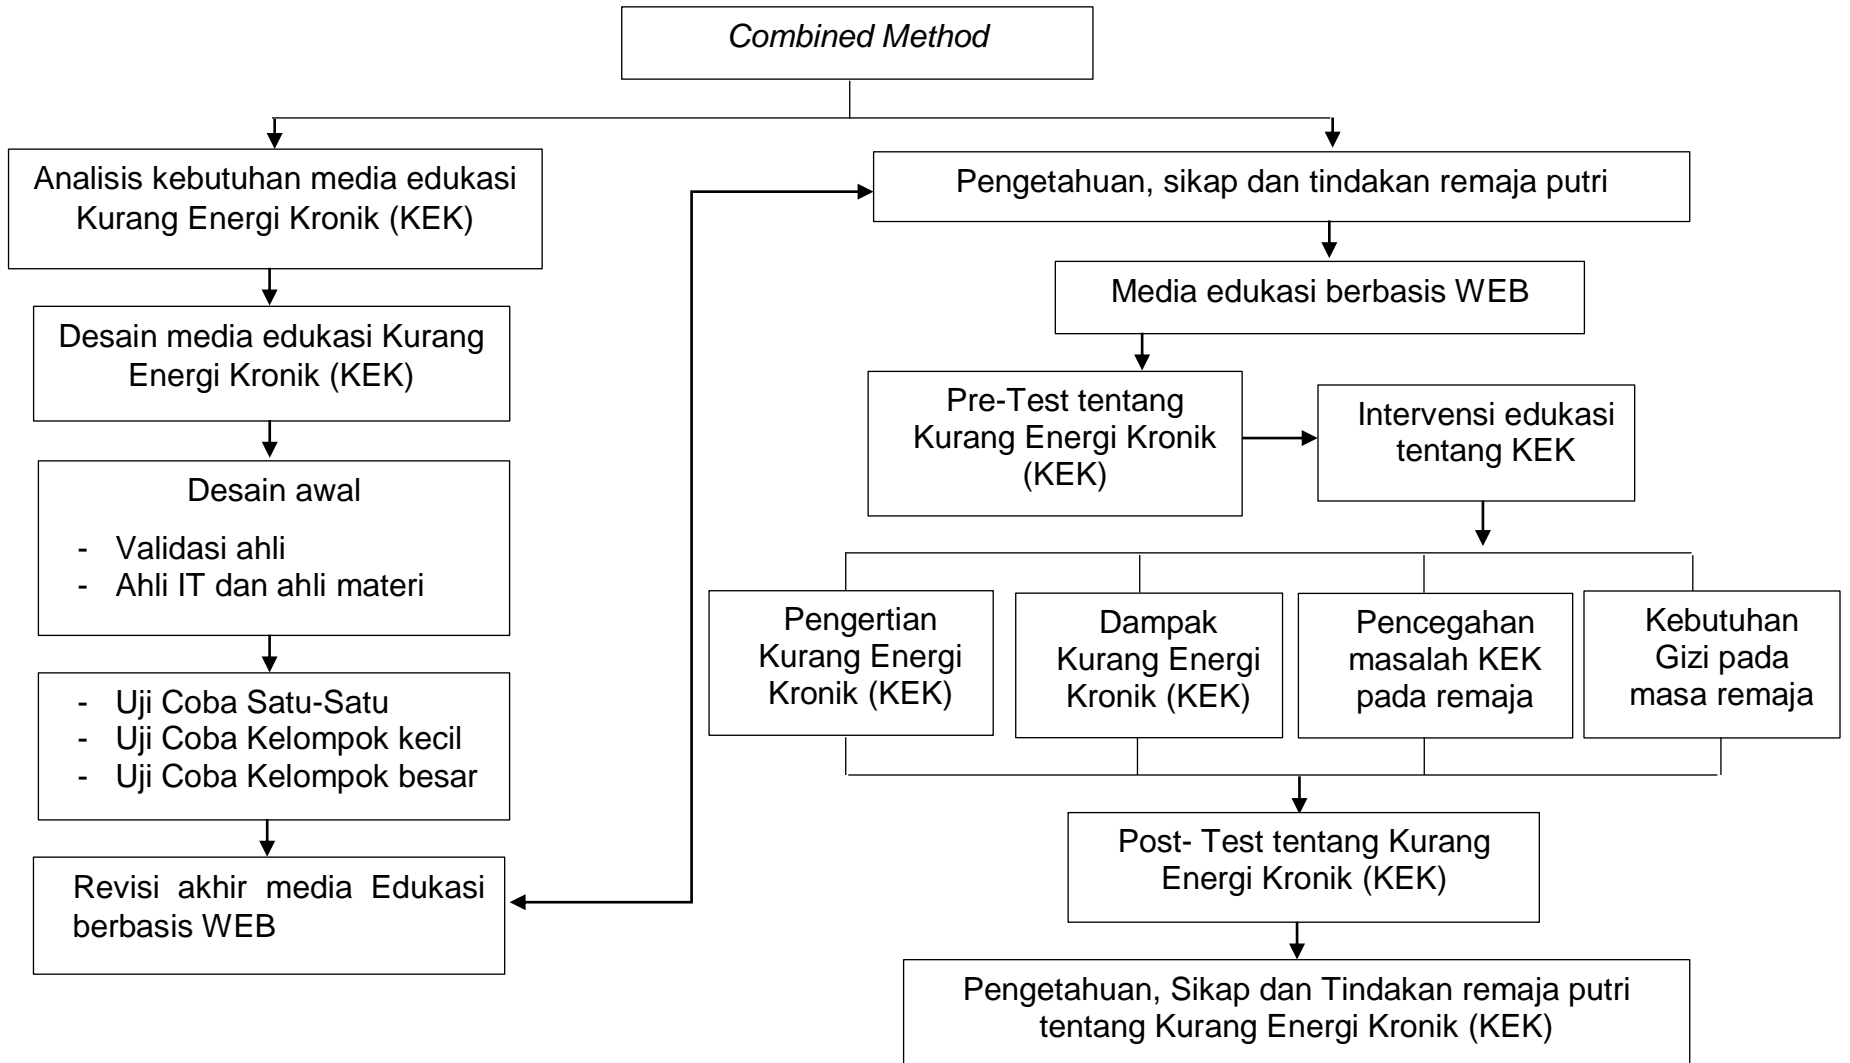 Combined Method
Analisis kebutuhan media edukasi
Kurang Energi Kronik (KEK)
Desain media edukasi Kurang
Energi Kronik (KEK)
Desain awal
- Validasi ahli
- Ahli IT dan ahli materi
- Uji Coba Satu-Satu
- Uji Coba Kelompok kecil
- Uji Coba Kelompok besar
Revisi akhir media Edukasi
berbasis WEB
Pengetahuan, sikap dan tindakan remaja putri
Media edukasi berbasis WEB
Pre-Test tentang
Kurang Energi Kronik
(KEK)
Intervensi edukasi
tentang KEK
Pengertian
Kurang Energi
Kronik (KEK)
Dampak
Kurang Energi
Kronik (KEK)
Pencegahan
masalah KEK
pada remaja
Kebutuhan
Gizi pada
masa remaja
Post- Test tentang Kurang
Energi Kronik (KEK)
Pengetahuan, Sikap dan Tindakan remaja putri
tentang Kurang Energi Kronik (KEK)